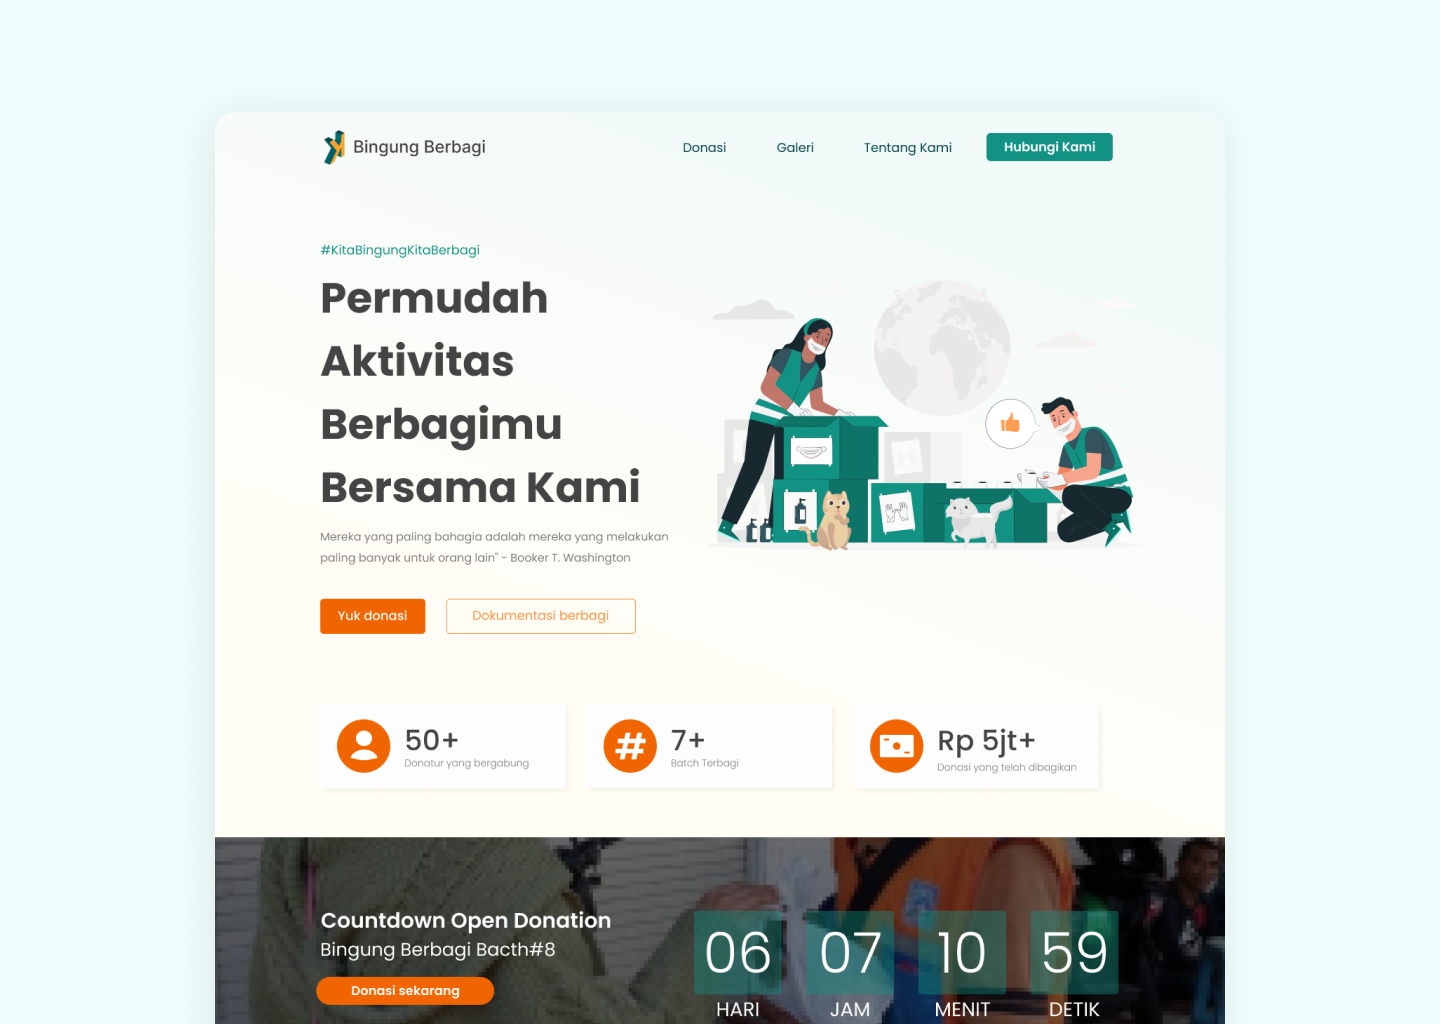 Bingung Berbagi
Donasi
Galeri
Tentang Kami
Hubungi Kami
#KitaBingungKitaBerbagi
Permudah
Aktivitas
Berbagimu
Bersama Kami
Mereka yang paling bahagia adalah mereka yang melakukan
paling banyak untuk orang lain" - Booker T. Washington
Yuk donasi
Dokumentasi berbagi
50+
Donatur yang bergabung
#
7+
Batch Terbagi
Rp 5jt+
Donasi yang telah dibagikan
Countdown Open Donation
Bingung Berbagi Bacth#8
Donasi sekarang
06
07
10
59
HARI
JAM
MENIT
DETIK